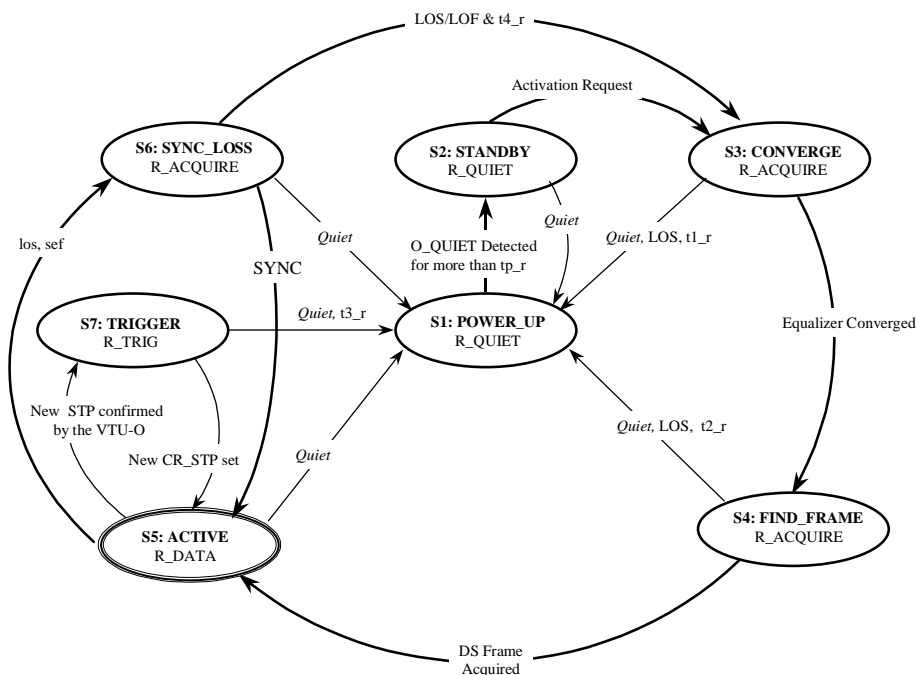 LOS/LOF & t4_r
Activation Request
S6: SYNC_LOSS
R_ACQUIRE
S2: STANDBY
R_QUIET
S3: CONVERGE
R_ACQUIRE
Quiet
Quiet
Quiet, LOS, t1_r
los, sef
SYNC
O_QUIET Detected
for more than tp_r
S7: TRIGGER
R_TRIG
Quiet, t3_r
S1: POWER_UP
R_QUIET
Equalizer Converged
New STP confirmed
by the VTU-O
Quiet
Quiet, LOS, t2_r
New CR_STP set
S5: ACTIVE
R_DATA
S4: FIND_FRAME
R_ACQUIRE
DS Frame
Acquired